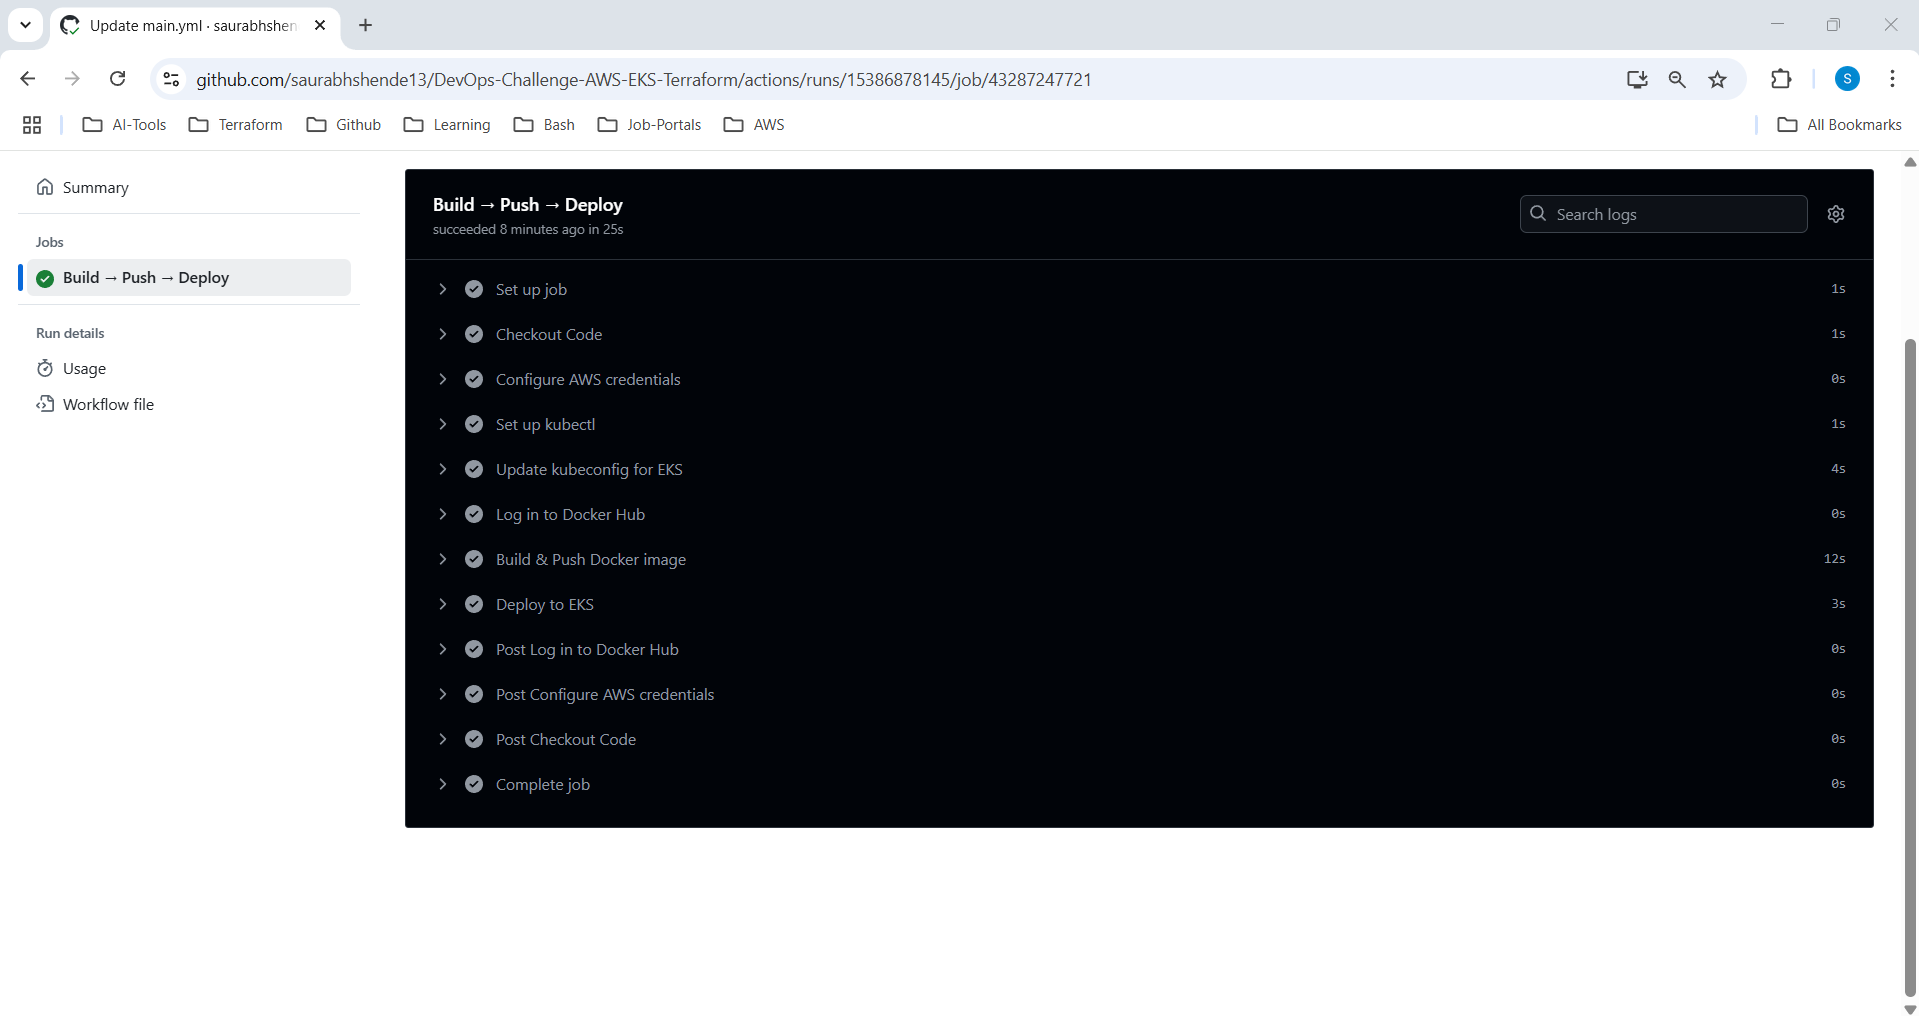 Update main.yml · saurabhshen
github.com/saurabhshende13/DevOps-Challenge-AWS-EKS-Terraform/actions/runs/15386878145/job/43287247721
S
AI-Tools Terraform Github Learning Bash Job-Portals AWS All Bookmarks
Summary
Jobs
Build → Push → Deploy
Run details
Usage
Workflow file
Build → Push → Deploy
succeeded 8 minutes ago in 25s
Search logs
Set up job 1s
Checkout Code 1s
Configure AWS credentials 0s
Set up kubectl 1s
Update kubeconfig for EKS 4s
Log in to Docker Hub 0s
Build & Push Docker image 12s
Deploy to EKS 3s
Post Log in to Docker Hub 0s
Post Configure AWS credentials 0s
Post Checkout Code 0s
Complete job 0s